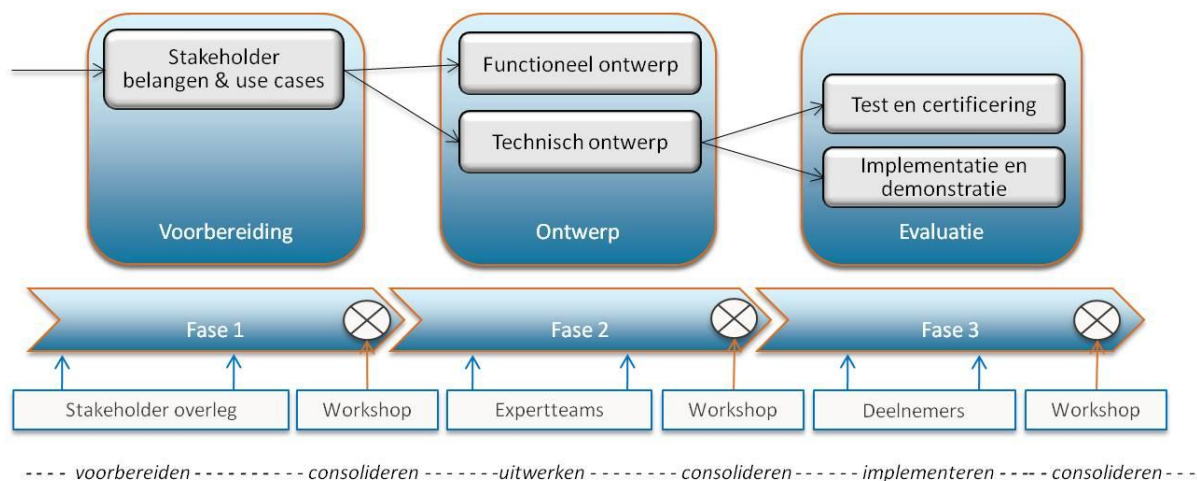 Stakeholder
belangen & use cases
Voorbereiding
Functioneel ontwerp
Technisch ontwerp
Ontwerp
Test en certificering
Implementatie en
demonstratie
Evaluatie
Fase 1
Fase 2
Fase 3
Stakeholder overleg
Workshop
Expertteams
Workshop
Deelnemers
Workshop
---- voorbereiden ------- consolideren ----- uitwerken ----- consolideren ----- implementeren ---- consolideren ----